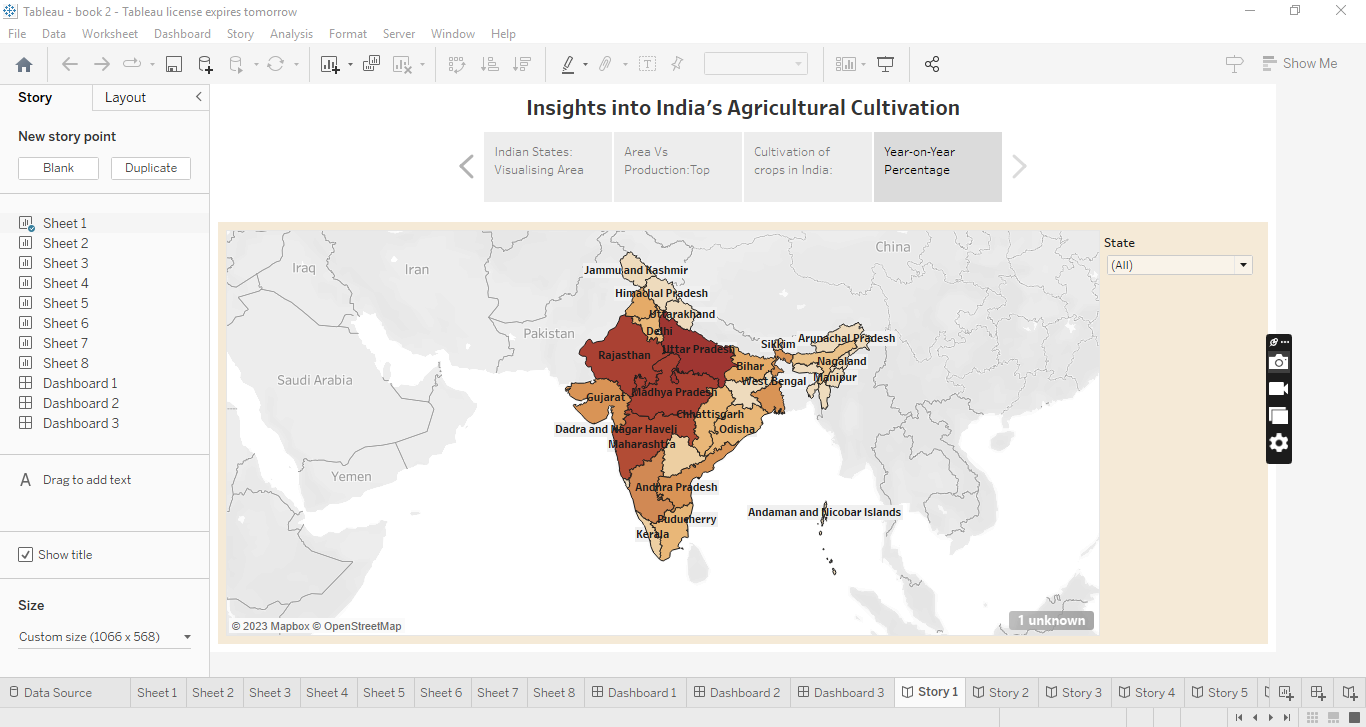 Tableau - book 2 - Tableau license expires tomorrow
File Data Worksheet Dashboard Story Analysis Format Server Window Help
Show Me
Story Layout
New story point
Blank Duplicate
Sheet 1
Sheet 2
Sheet 3
Sheet 4
Sheet 5
Sheet 6
Sheet 7
Sheet 8
Dashboard 1
Dashboard 2
Dashboard 3
A Drag to add text
Show title
Size
Custom size (1066 x 568)
Insights into India's Agricultural Cultivation
Indian States:
Visualising Area
Area Vs
Production:Top
Cultivation of
crops in India:
Year-on-Year
Percentage
State
(All)
China
Iraq
Iran
Jammu and Kashmir
Himachal Pradesh
Uttarakhand
Pakistan
Delhi
Sikkim
Arunachal Pradesh
Rajasthan
Uttar Pradesh
Nagaland
Bihar
Manipur
Saudi Arabia
West Bengal
Gujarat
Madhya Pradesh
Chhattisgarh
Dadra and Nagar Haveli
Odisha
Maharashtra
Yemen
Andhra Pradesh
Andaman and Nicobar Islands
Puducherry
Kerala
© 2023 Mapbox © OpenStreetMap
1 unknown
Data Source Sheet 1 Sheet 2 Sheet 3 Sheet 4 Sheet 5 Sheet 6 Sheet 7 Sheet 8 Dashboard 1 Dashboard 2 Dashboard 3 Story 1 Story 2 Story 3 Story 4 Story 5